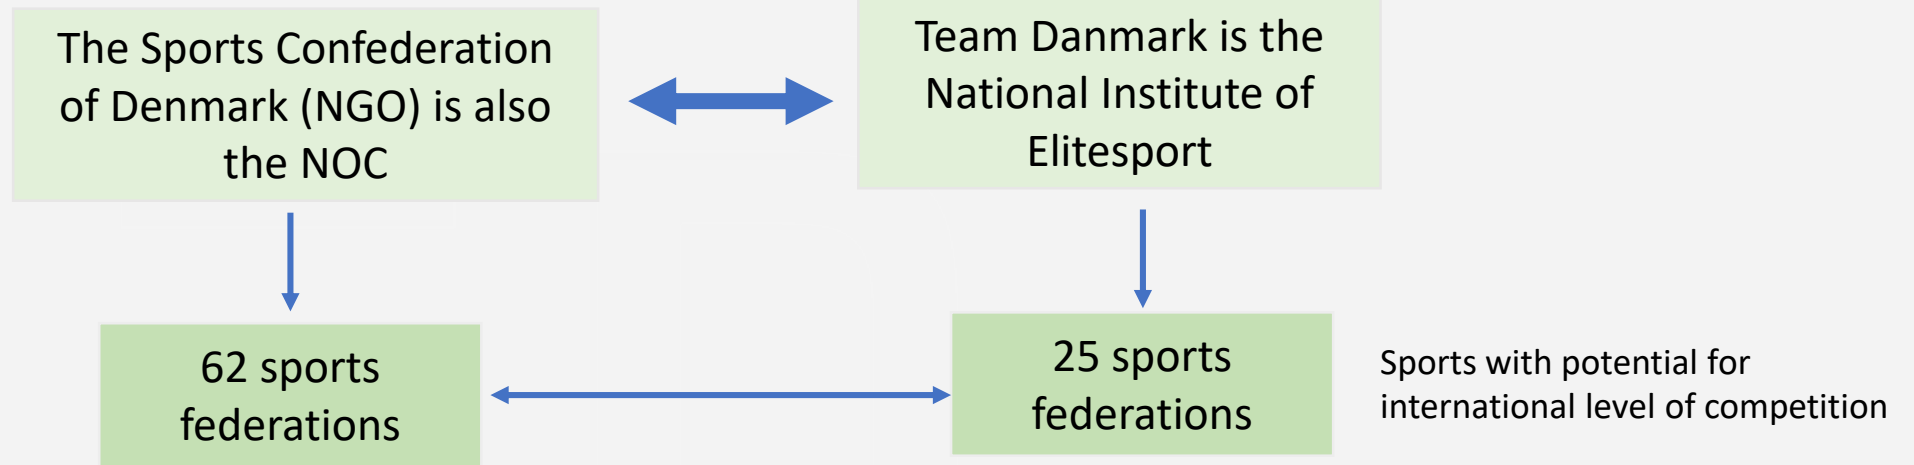 The Sports Confederation
of Denmark (NGO) is also
the NOC
Team Danmark is the
National Institute of
Elitesport
62 sports
federations
25 sports
federations
Sports with potential for
international level of competition